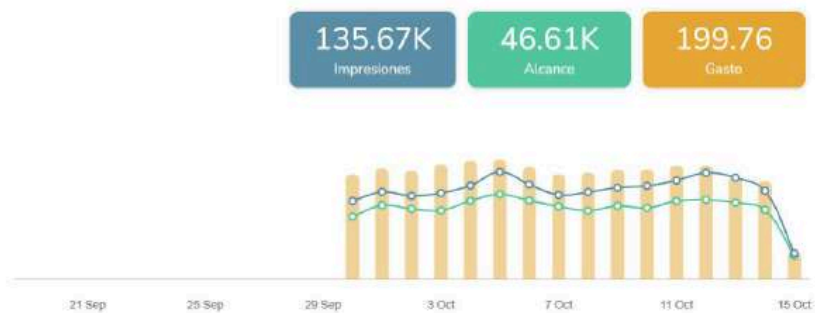 135.67K 46.61K 199.76
Impresiones Alcance Gasto
21 Sep 25 Sep 29 Sep 3 Oct 7 Oct 11 Oct 15 Oct